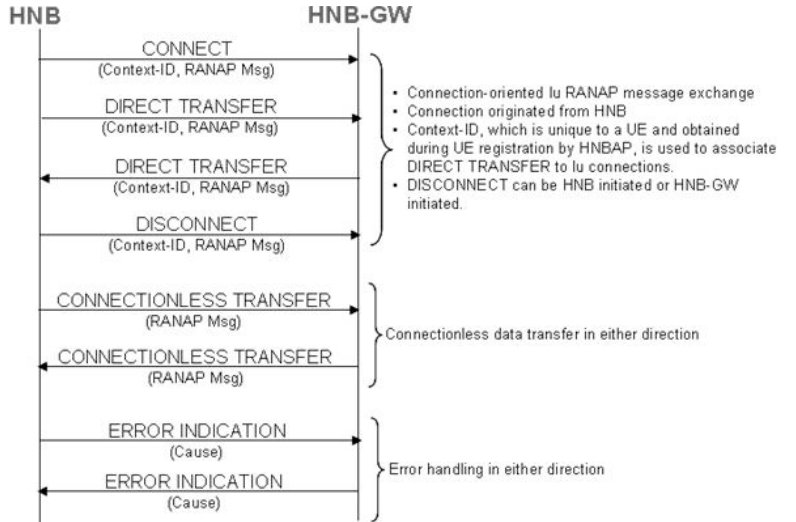 HNB HNB-GW
CONNECT
(Context-ID, RANAP Msg)
DIRECT TRANSFER
(Context-ID, RANAP Msg)
DIRECT TRANSFER
(Context-ID, RANAP Msg)
DISCONNECT
(Context-ID, RANAP Msg)
• Connection-oriented Iu RANAP message exchange
• Connection originated from HNB
• Context-ID, which is unique to a UE and obtained
during UE registration by HNBAP, is used to associate
DIRECT TRANSFER to Iu connections.
• DISCONNECT can be HNB initiated or HNB-GW
initiated.
CONNECTIONLESS TRANSFER
(RANAP Msg)
CONNECTIONLESS TRANSFER
(RANAP Msg)
Connectionless data transfer in either direction
ERROR INDICATION
(Cause)
ERROR INDICATION
(Cause)
Error handling in either direction